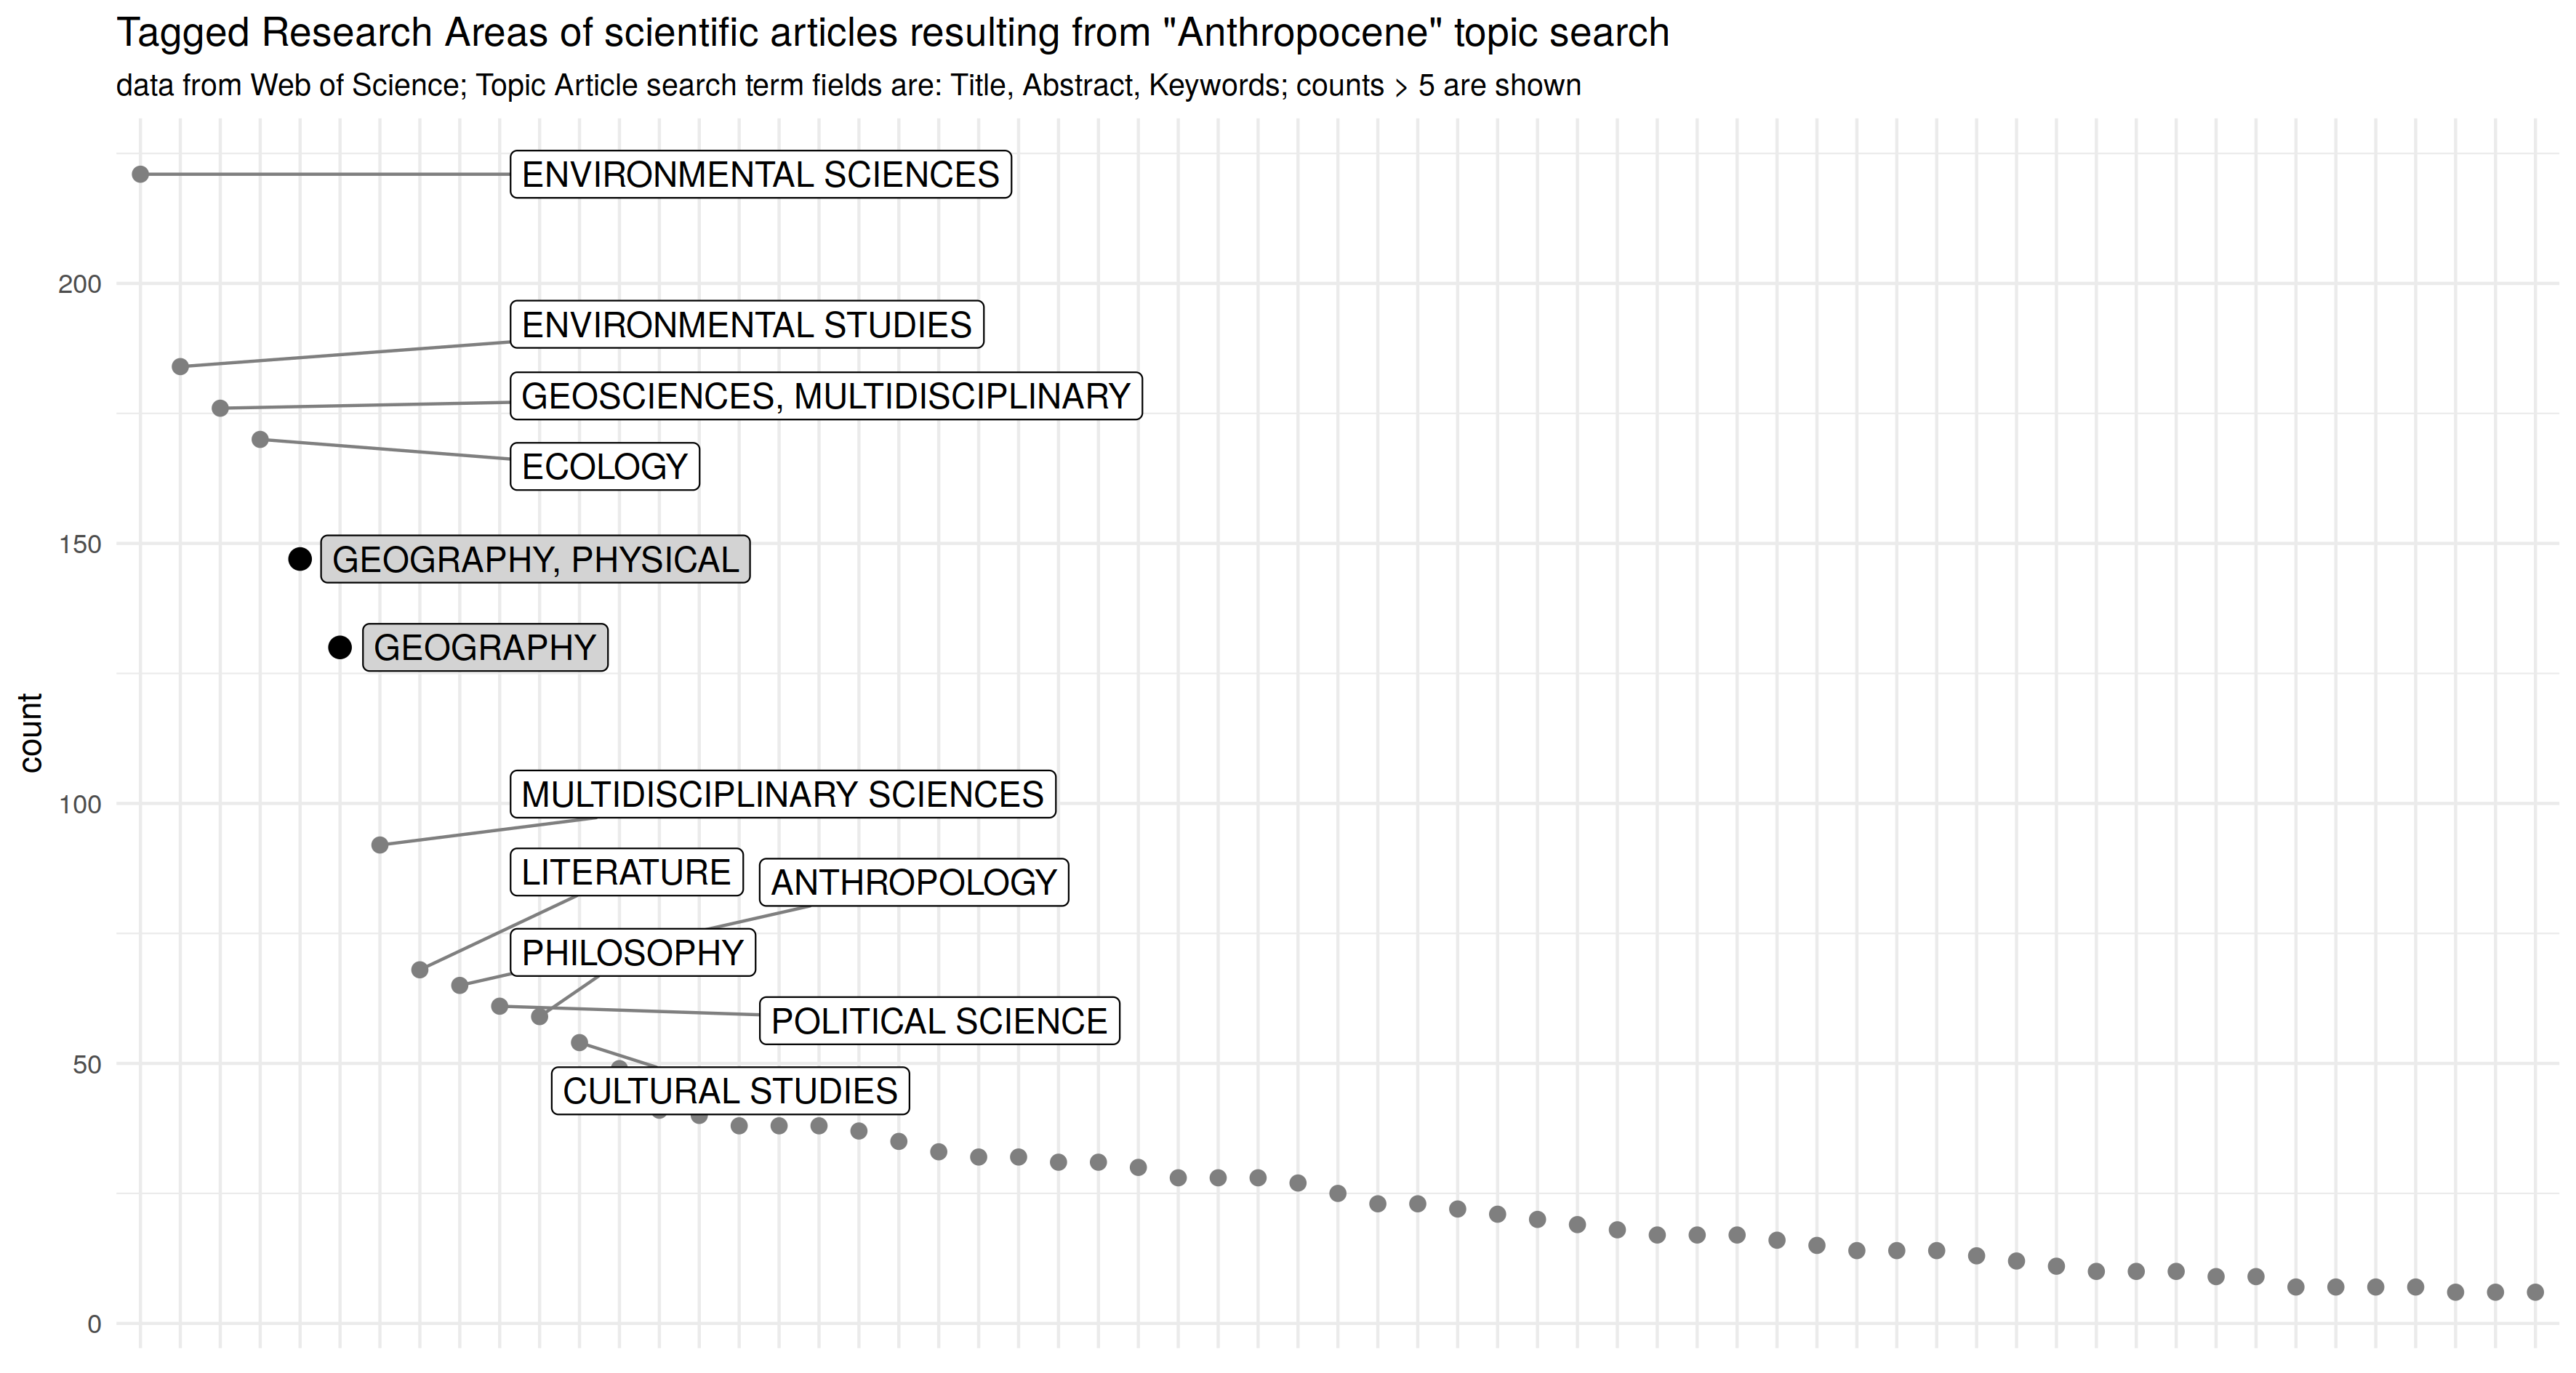 Tagged Research Areas of scientific articles resulting from "Anthropocene" topic search
data from Web of Science; Topic Article search term fields are: Title, Abstract, Keywords; counts > 5 are shown
ENVIRONMENTAL SCIENCES
200
ENVIRONMENTAL STUDIES
GEOSCIENCES, MULTIDISCIPLINARY
ECOLOGY
150
GEOGRAPHY, PHYSICAL
GEOGRAPHY
count
MULTIDISCIPLINARY SCIENCES
100
LITERATURE
ANTHROPOLOGY
PHILOSOPHY
POLITICAL SCIENCE
50
CULTURAL STUDIES
0